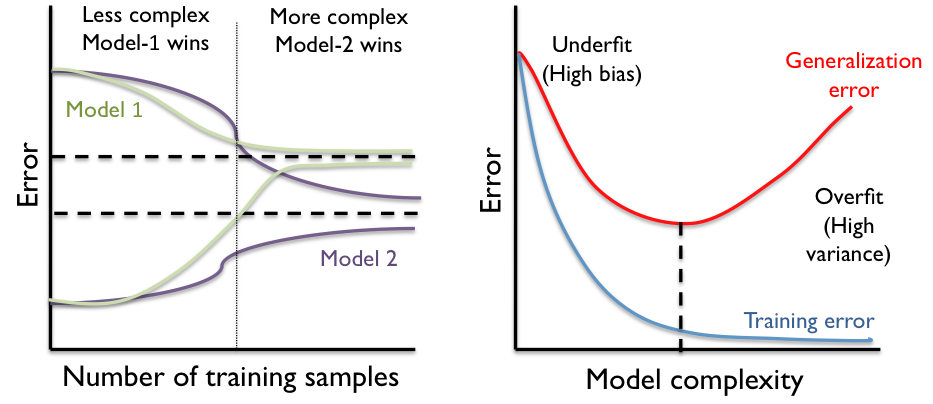 Less complex
Model-1 wins
More complex
Model-2 wins
Model 1
Model 2
Error
Number of training samples
Underfit
(High bias)
Generalization
error
Overfit
(High
variance)
Training error
Error
Model complexity